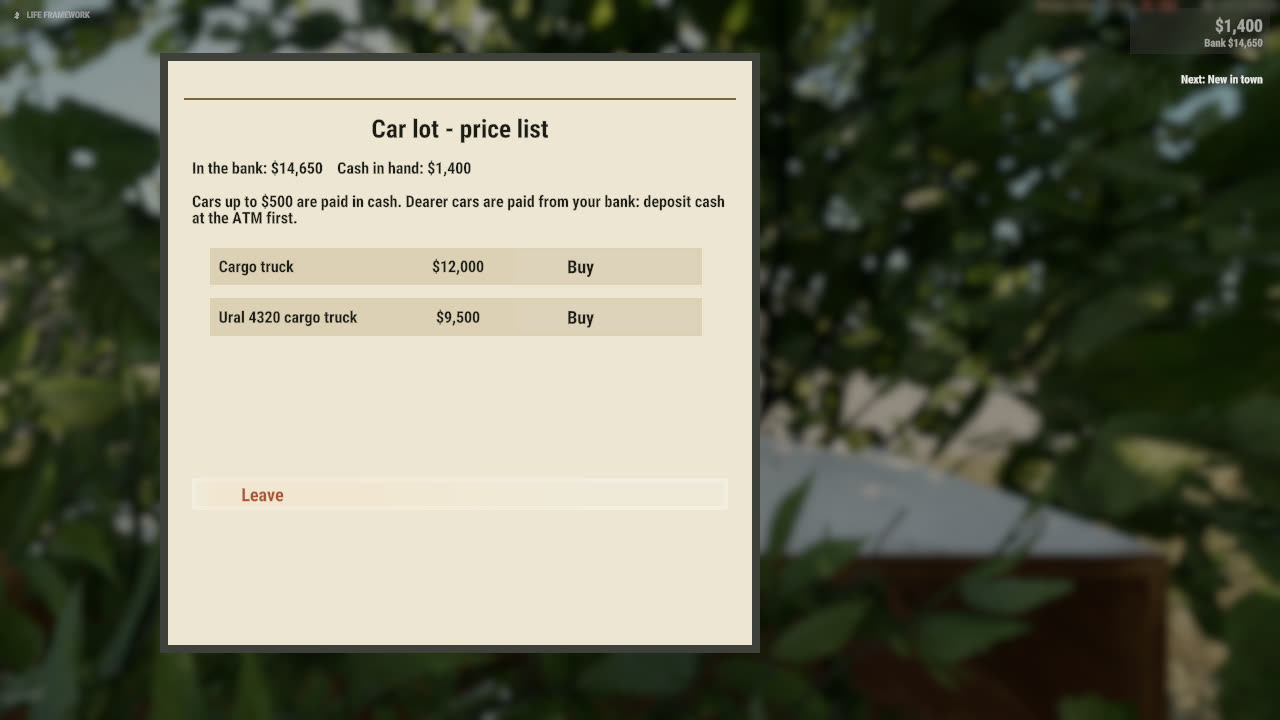 LIFE FRAMEWORK
$1,400
Bank $14,650
Next: New in town
Car lot - price list
In the bank: $14,650 Cash in hand: $1,400
Cars up to $500 are paid in cash. Dearer cars are paid from your bank: deposit cash
at the ATM first.
Cargo truck $12,000 Buy
Ural 4320 cargo truck $9,500 Buy
Leave